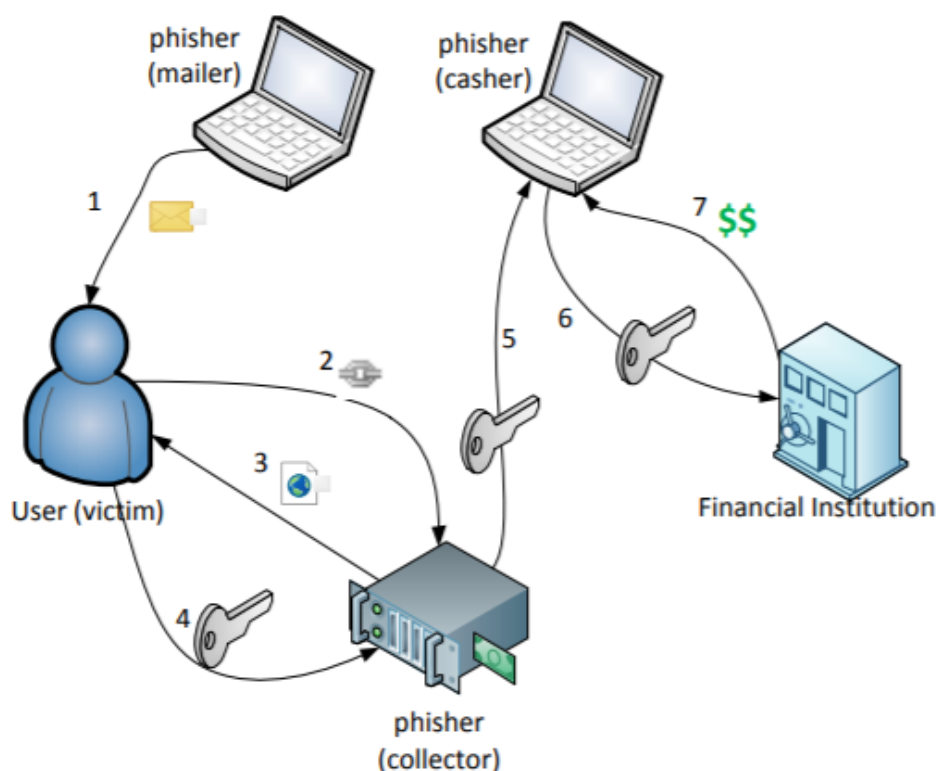 phisher
(mailer)
phisher
(casher)
1
7 $$
2
5
6
3
User (victim)
Financial Institution
4
phisher
(collector)